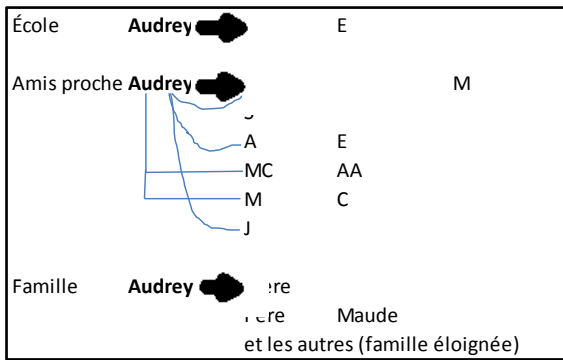 École Audrey E
Amis proche Audrey M
A E
MC AA
M C
J
Famille Audrey
Maude
et les autres (famille éloignée)